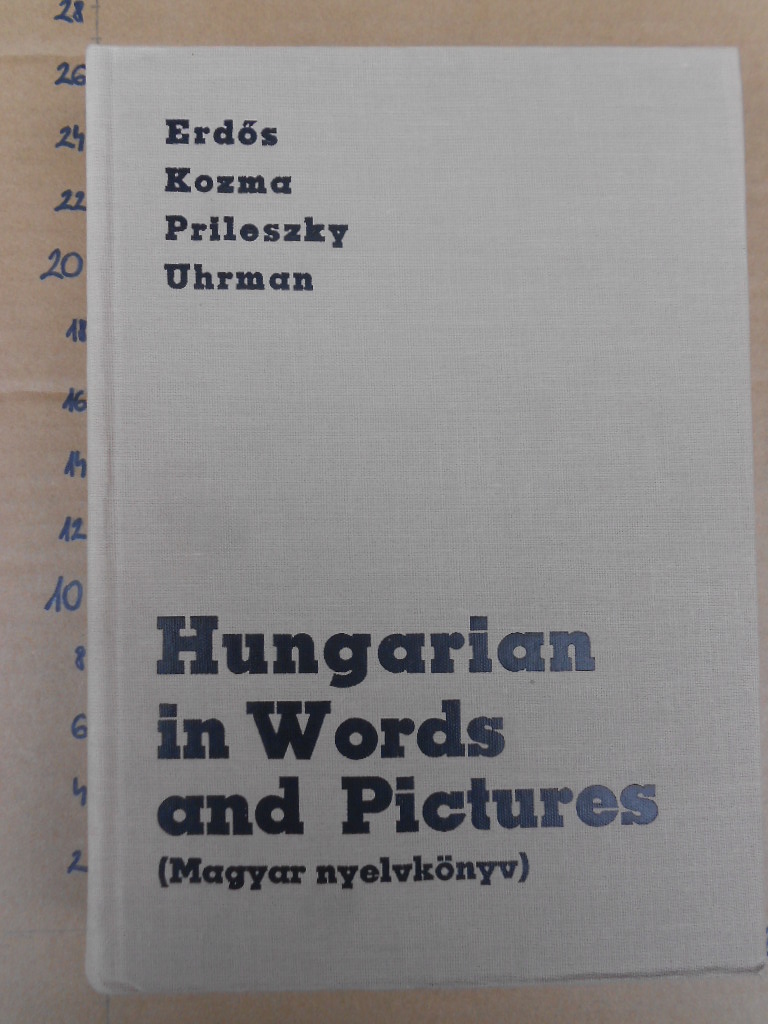 28
26
24
22
20
18
16
14
12
10
8
6
4
2
Erdős
Kozma
Prileszky
Uhrman
Hungarian
in Words
and Pictures
(Magyar nyelvkönyv)